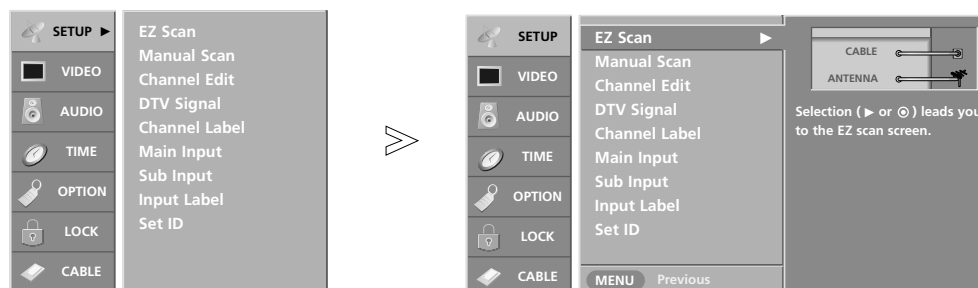 SETUP ►
VIDEO
AUDIO
TIME
OPTION
LOCK
CABLE
EZ Scan
Manual Scan
Channel Edit
DTV Signal
Channel Label
Main Input
Sub Input
Input Label
Set ID
>
SETUP
VIDEO
AUDIO
TIME
OPTION
LOCK
CABLE
EZ Scan ►
Manual Scan
Channel Edit
DTV Signal
Channel Label
Main Input
Sub Input
Input Label
Set ID
MENU Previous
CABLE
ANTENNA
Selection ( ► or ◉ ) leads you
to the EZ scan screen.